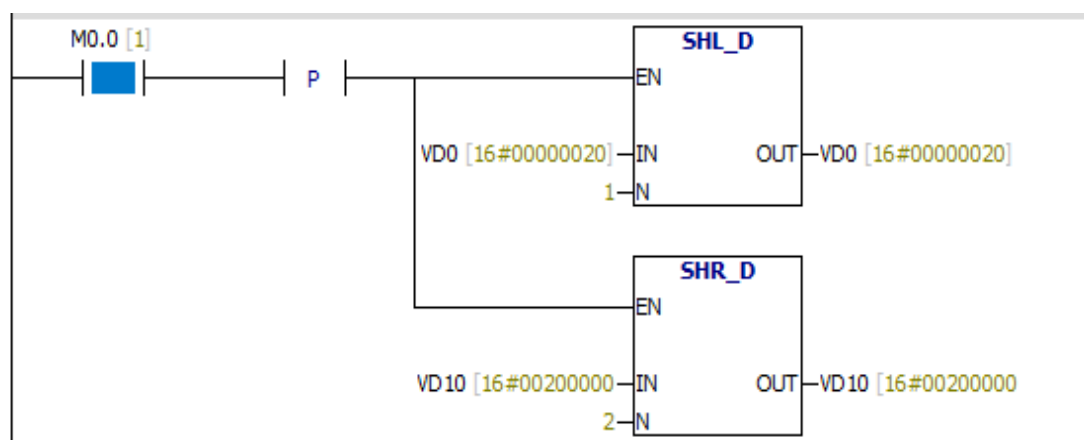 M0.0 [1]
SHL_D
P
EN
VD0 [16#00000020] IN OUT VD0 [16#00000020]
1 N
SHR_D
EN
VD10 [16#00200000 IN OUT VD10 [16#00200000
2 N